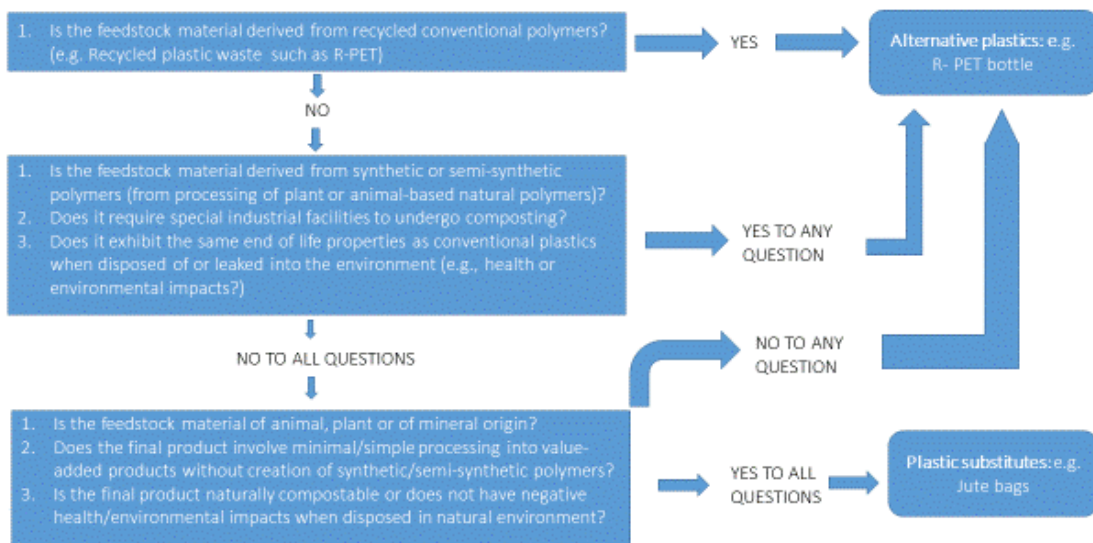 1. Is the feedstock material derived from recycled conventional polymers?
(e.g. Recycled plastic waste such as R-PET)
YES
Alternative plastics: e.g.
R- PET bottle
NO
1. Is the feedstock material derived from synthetic or semi-synthetic
polymers (from processing of plant or animal-based natural polymers)?
2. Does it require special industrial facilities to undergo composting?
3. Does it exhibit the same end of life properties as conventional plastics
when disposed of or leaked into the environment (e.g., health or
environmental impacts?)
YES TO ANY
QUESTION
NO TO ALL QUESTIONS
NO TO ANY
QUESTION
1. Is the feedstock material of animal, plant or of mineral origin?
2. Does the final product involve minimal/simple processing into value-
added products without creation of synthetic/semi-synthetic polymers?
3. Is the final product naturally compostable or does not have negative
health/environmental impacts when disposed in natural environment?
YES TO ALL
QUESTIONS
Plastic substitutes: e.g.
Jute bags